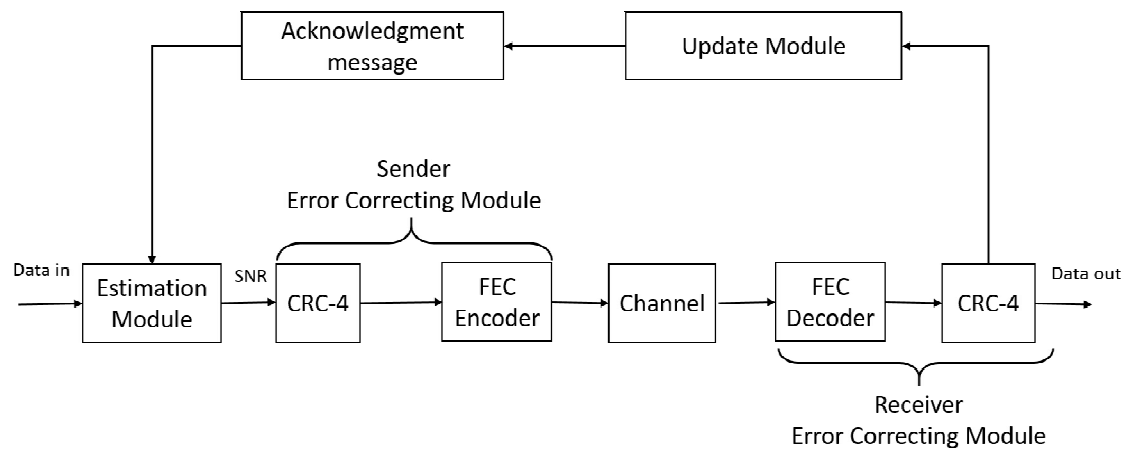 Acknowledgment
message
Update Module
Sender
Error Correcting Module
Data in
Estimation
Module
SNR
CRC-4
FEC
Encoder
Channel
FEC
Decoder
CRC-4
Data out
Receiver
Error Correcting Module